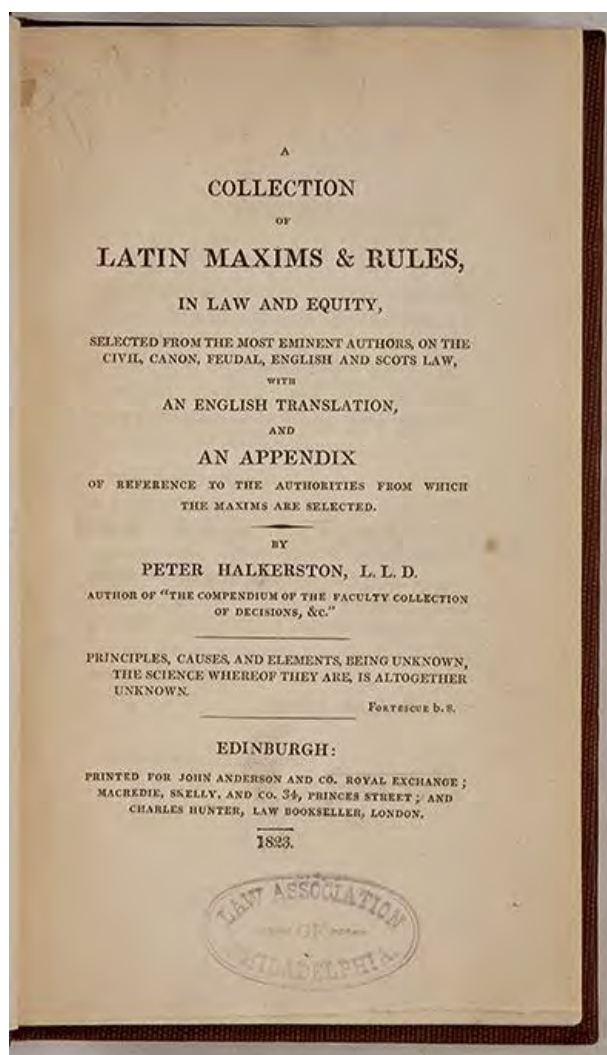 A
COLLECTION
OF
LATIN MAXIMS & RULES,
IN LAW AND EQUITY,
SELECTED FROM THE MOST EMINENT AUTHORS, ON THE
CIVIL, CANON, FEUDAL, ENGLISH AND SCOTS LAW,
WITH
AN ENGLISH TRANSLATION,
AND
AN APPENDIX
OF REFERENCE TO THE AUTHORITIES FROM WHICH
THE MAXIMS ARE SELECTED.
BY
PETER HALKERSTON, L. L. D.
AUTHOR OF "THE COMPENDIUM OF THE FACULTY COLLECTION
OF DECISIONS, &c."
PRINCIPLES, CAUSES, AND ELEMENTS, BEING UNKNOWN,
THE SCIENCE WHEREOF THEY ARE, IS ALTOGETHER
UNKNOWN.
FORTESCUE b. 8.
EDINBURGH:
PRINTED FOR JOHN ANDERSON AND CO. ROYAL EXCHANGE;
MACREDIE, SKELLY, AND CO. 34, PRINCES STREET; AND
CHARLES HUNTER, LAW BOOKSELLER, LONDON.
1823.
LAW ASSOCIATION
OF
PHILADELPHIA.